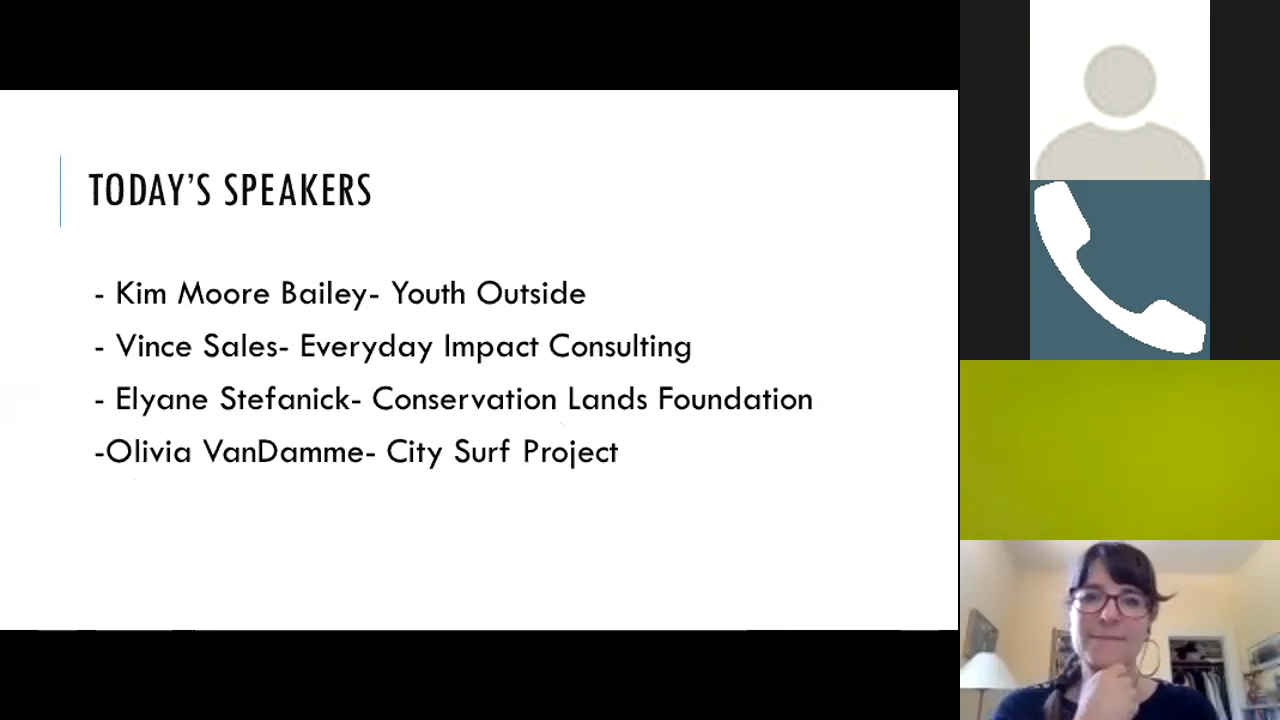 TODAY'S SPEAKERS
- Kim Moore Bailey- Youth Outside
- Vince Sales- Everyday Impact Consulting
- Elyane Stefanick- Conservation Lands Foundation
-Olivia VanDamme- City Surf Project